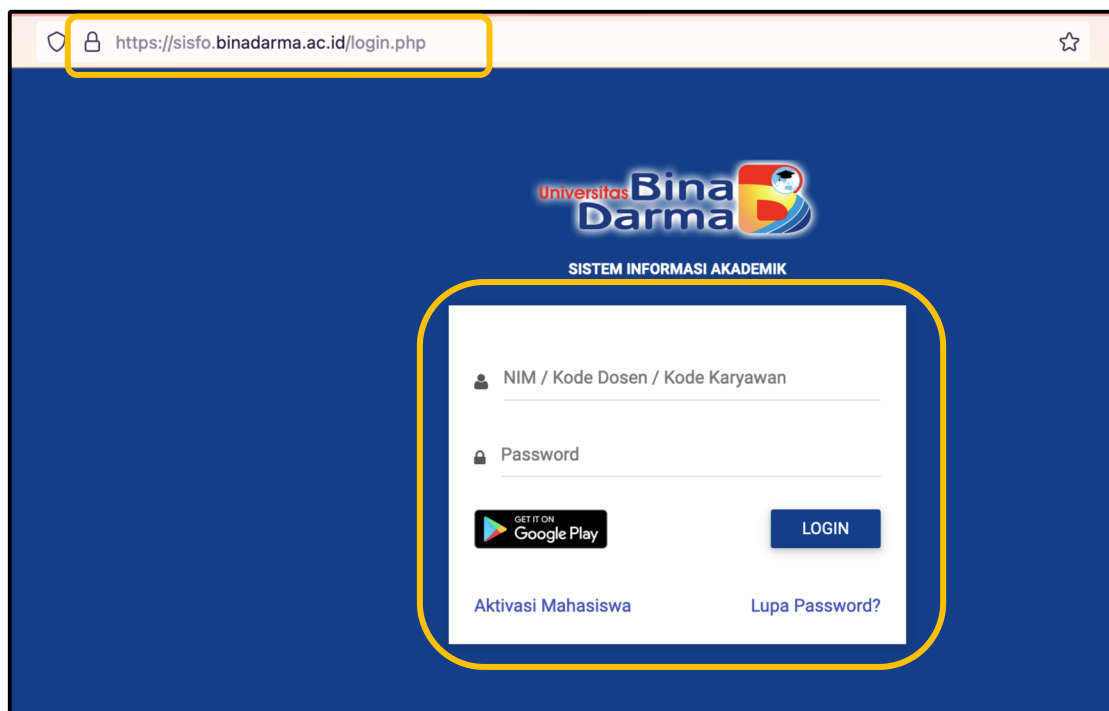 https://sisfo.binadarma.ac.id/login.php
Universitas Bina
Darma
SISTEM INFORMASI AKADEMIK
NIM / Kode Dosen / Kode Karyawan
Password
GET IT ON
Google Play
LOGIN
Aktivasi Mahasiswa
Lupa Password?